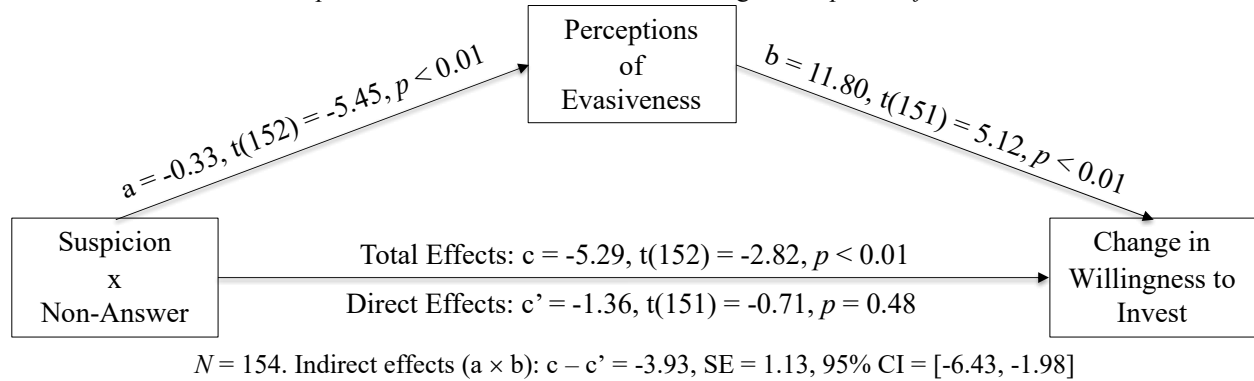 Perceptions
of
Evasiveness
a = -0.33, t(152) = -5.45, p < 0.01
b = 11.80, t(151) = 5.12, p < 0.01
Suspicion
x
Non-Answer
Total Effects: c = -5.29, t(152) = -2.82, p < 0.01
Direct Effects: c’ = -1.36, t(151) = -0.71, p = 0.48
Change in
Willingness to
Invest
N = 154. Indirect effects (a × b): c – c’ = -3.93, SE = 1.13, 95% CI = [-6.43, -1.98]